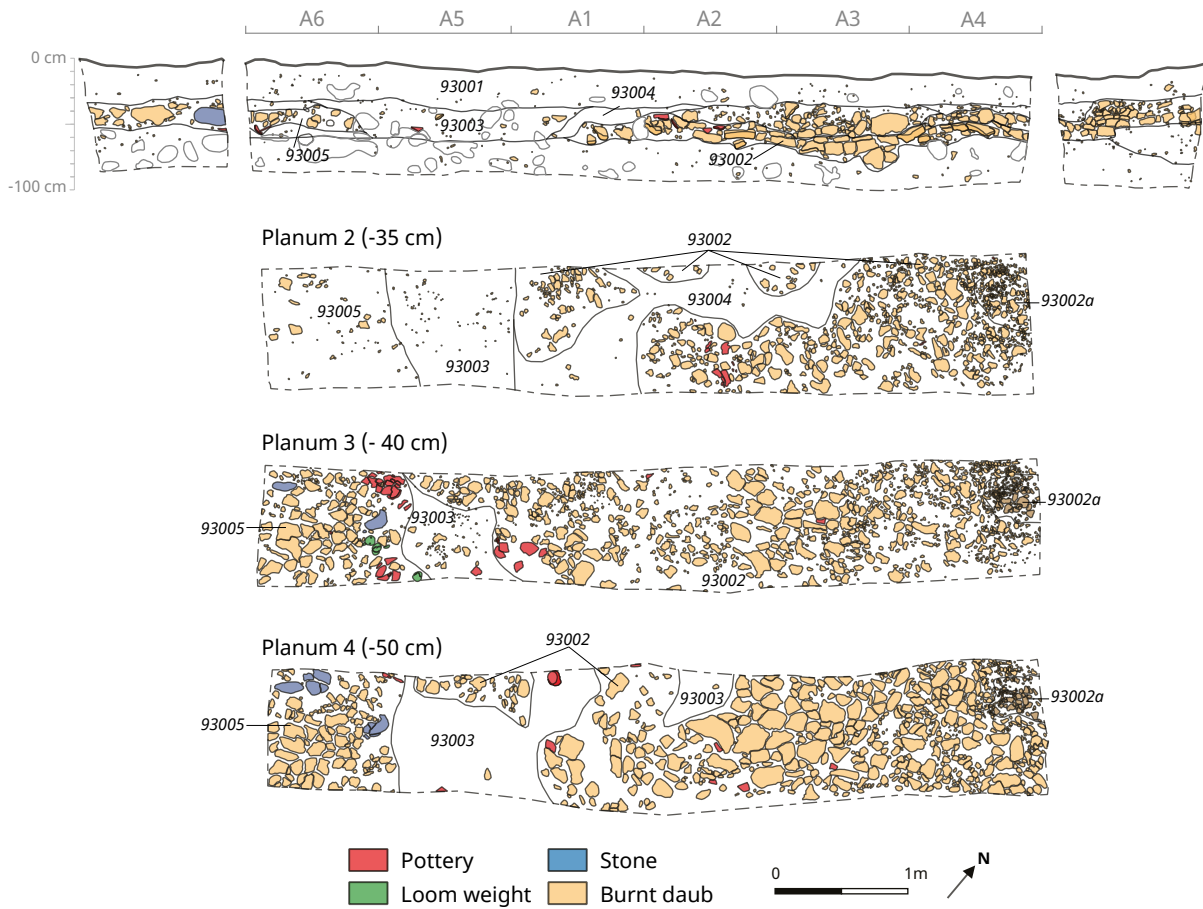 A6 A5 A1 A2 A3 A4
0 cm
93001
93004
93003
93005
93002
-100 cm
Planum 2 (-35 cm)
93002
93005
93004
93002a
93003
Planum 3 (- 40 cm)
93003
93002a
93005
93002
Planum 4 (-50 cm)
93002
93003
93002a
93005
93003
Pottery
Stone
Loom weight
Burnt daub
0 1m
N